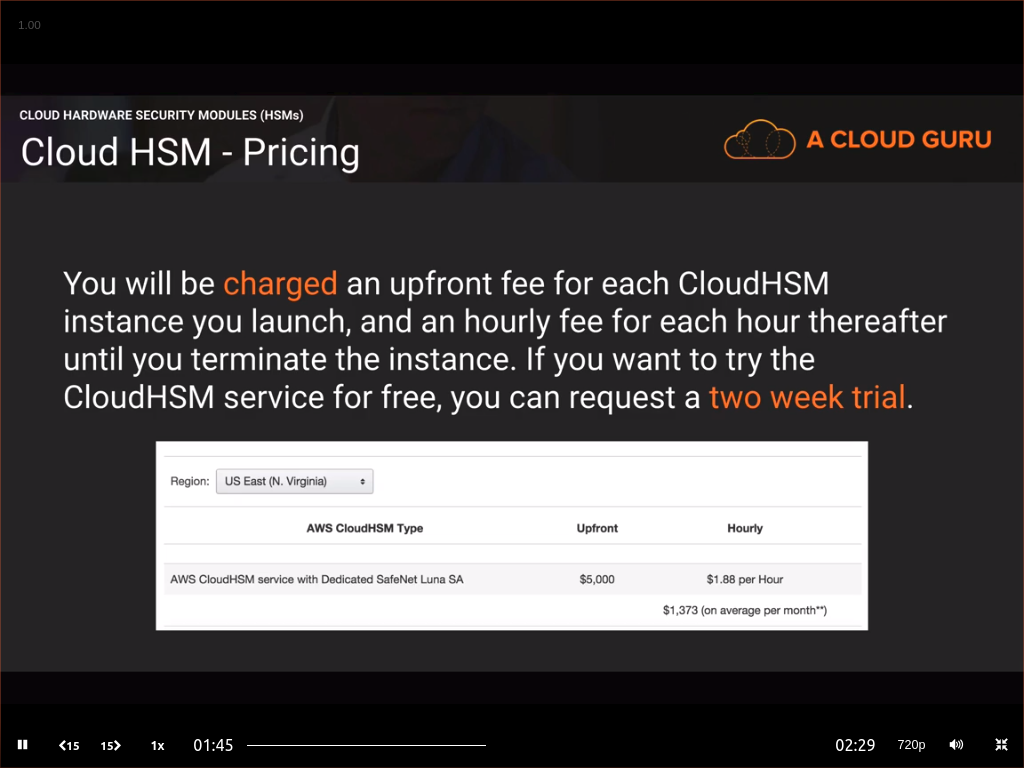 1.00
CLOUD HARDWARE SECURITY MODULES (HSMs)
Cloud HSM - Pricing
A CLOUD GURU
You will be charged an upfront fee for each CloudHSM
instance you launch, and an hourly fee for each hour thereafter
until you terminate the instance. If you want to try the
CloudHSM service for free, you can request a two week trial.
Region: US East (N. Virginia)
AWS CloudHSM Type Upfront Hourly
AWS CloudHSM service with Dedicated SafeNet Luna SA $5,000 $1.88 per Hour
$1,373 (on average per month**)
15 15 1x 01:45 02:29 720p